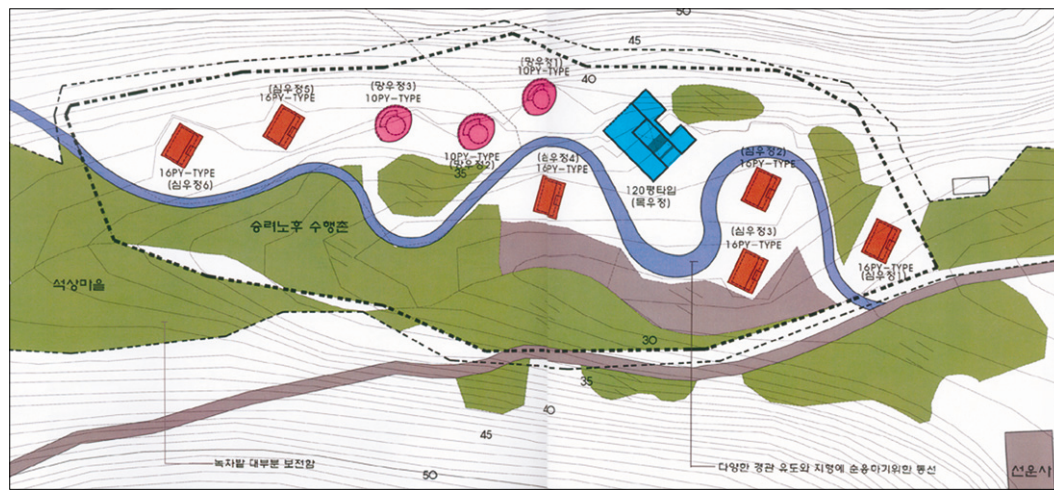 50
45
(망우정1)
10PY-TYPE
40
(심우정5)
16PY-TYPE
(망우정3)
10PY-TYPE
10PY-TYPE
(망우정2)
35
16PY-TYPE
(심우정6)
(심우정4)
16PY-TYPE
120평타입
(목우정)
(심우정2)
16PY-TYPE
(심우정3)
16PY-TYPE
16PY-TYPE
(심우정1)
승려노후 수행촌
석상마을
30
35
40
45
50
녹차밭 대부분 보전함
다양한 경관 유도와 지형에 순응하기위한 동선
선운사